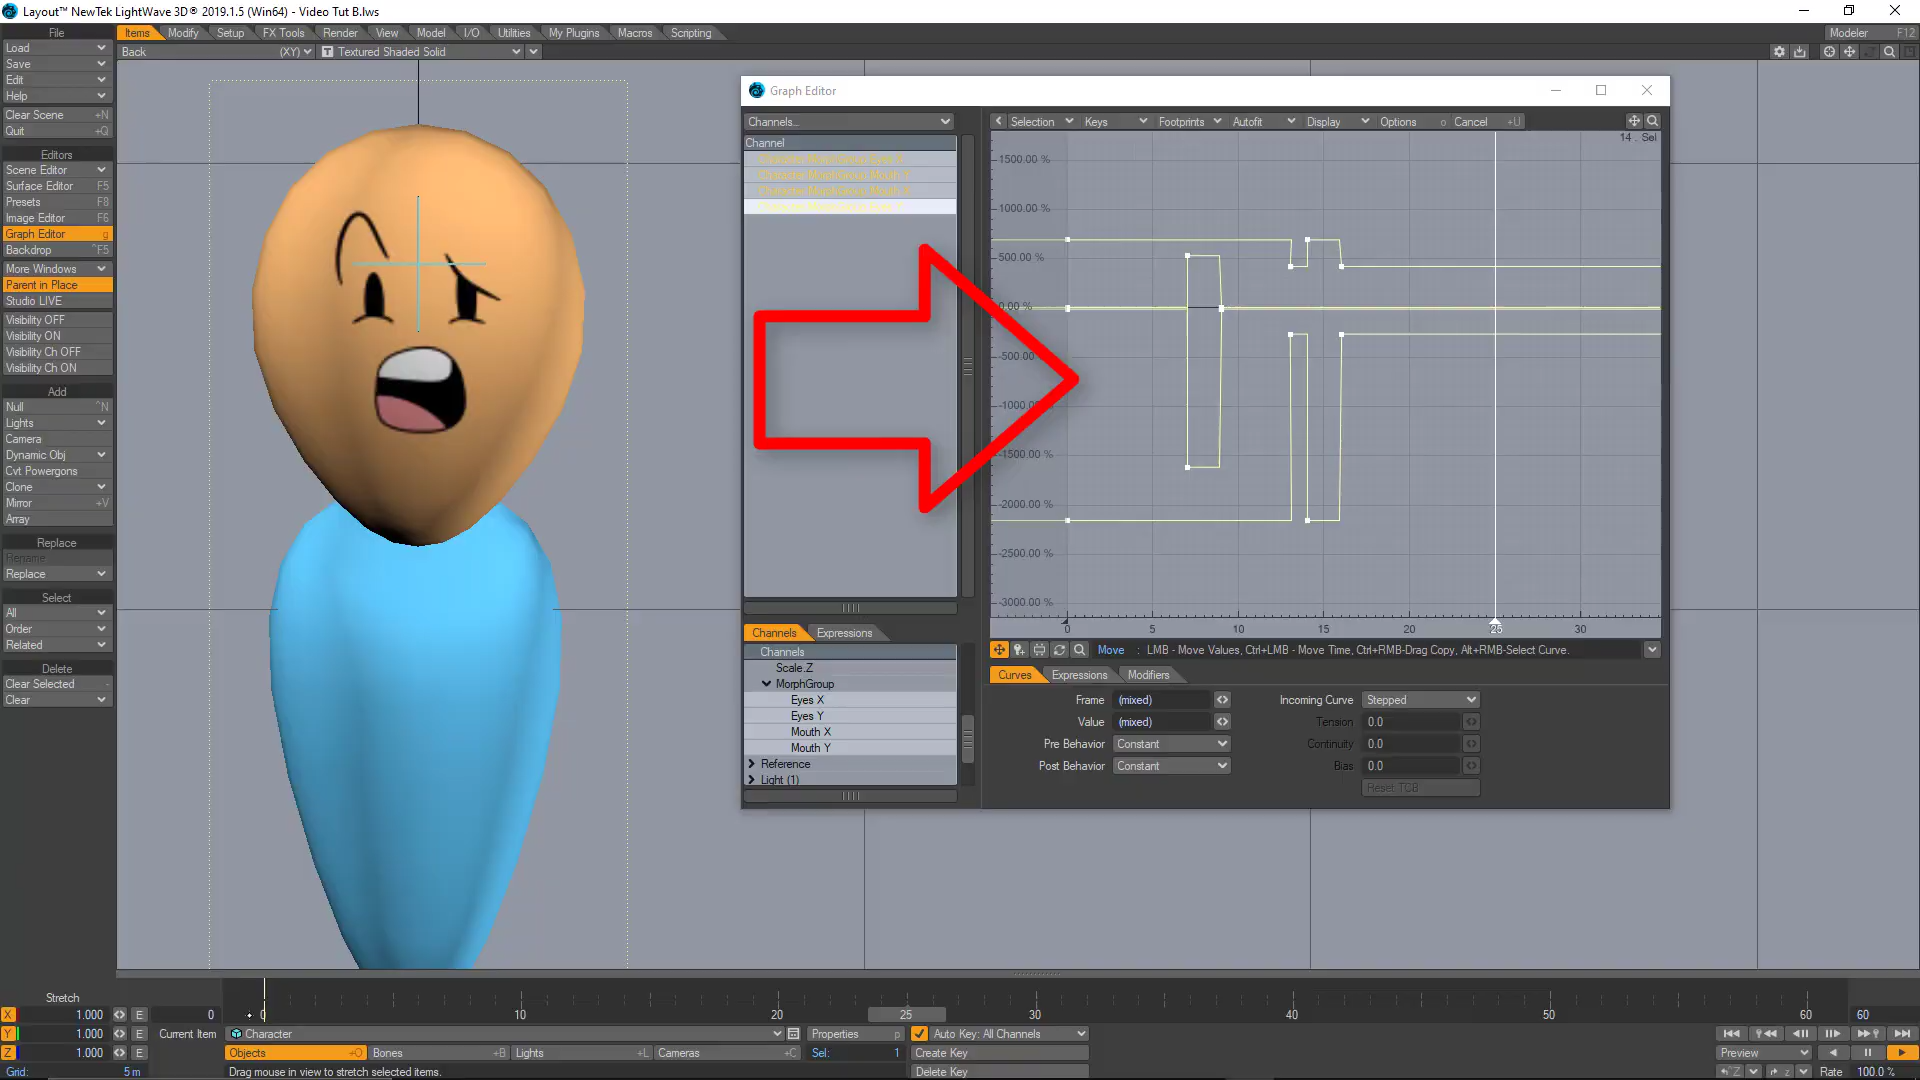 Layout™ NewTek LightWave 3D® 2019.1.5 (Win64) - Video Tut B.lws
File
Items
Modify
Setup
FX Tools
Render
View
Model
I/O
Utilities
My Plugins
Macros
Scripting
Modeler F12
Load
Save
Edit
Help
Clear Scene +N
Quit +Q
Back (XY)
Textured Shaded Solid
Editors
Scene Editor
Surface Editor F5
Presets F8
Image Editor F6
Graph Editor g
Backdrop ^F5
More Windows
Parent in Place
Studio LIVE
Visibility OFF
Visibility ON
Visibility Ch OFF
Visibility Ch ON
Add
Null ^N
Lights
Camera
Dynamic Obj
Cvt Powergons
Clone
Mirror +V
Array
Replace
Rename
Replace
Select
All
Order
Related
Delete
Clear Selected -
Clear
Graph Editor
Channels...
Channel
Selection
Keys
Footprints
Autofit
Display
Options o
Cancel +U
14 . Sel
1500.00 %
1000.00 %
500.00 %
0.00 %
-500.00 %
-1000.00 %
-1500.00 %
-2000.00 %
-2500.00 %
-3000.00 %
0 5 10 15 20 25 30
Channels
Expressions
Channels
Scale.Z
MorphGroup
Eyes X
Eyes Y
Mouth X
Mouth Y
Reference
Light (1)
Move : LMB - Move Values, Ctrl+LMB - Move Time, Ctrl+RMB-Drag Copy, Alt+RMB-Select Curve.
Curves
Expressions
Modifiers
Frame (mixed)
Value (mixed)
Pre Behavior Constant
Post Behavior Constant
Incoming Curve Stepped
Tension 0.0
Continuity 0.0
Bias 0.0
Reset TCB
Stretch
X 1.000 E
Y 1.000 E
Z 1.000 E
Grid: 5 m
0
0 10 20 25 30 40 50 60
60
Current Item Character
Properties p
Auto Key: All Channels
Objects +O
Bones +B
Lights +L
Cameras +C
Sel: 1
Create Key
Delete Key
Drag mouse in view to stretch selected items.
Preview
Rate 100.0 %